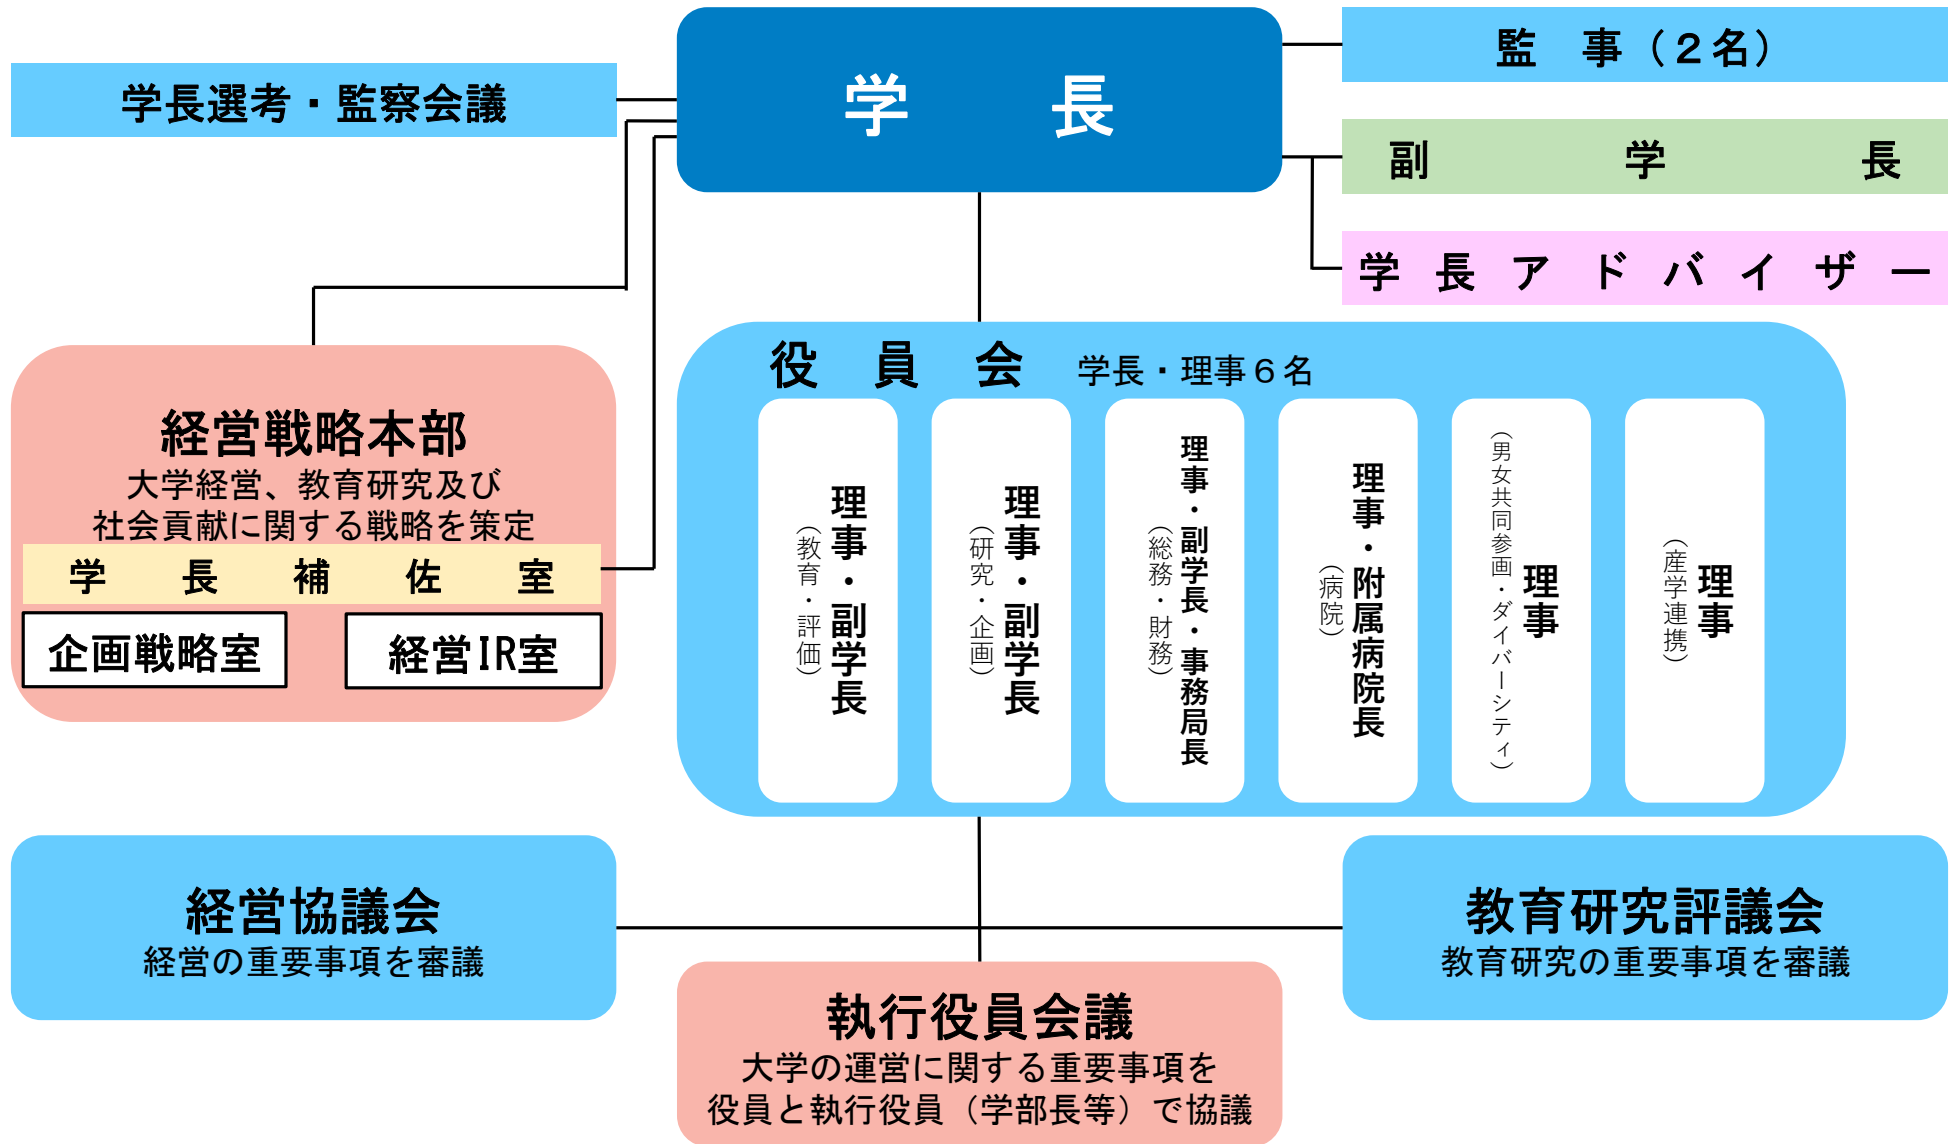 学長
監 事（２名）
学長選考・監察会議
副学長
学長アドバイザー
役員会 学長・理事６名
経営戦略本部
大学経営、教育研究及び
社会貢献に関する戦略を策定
学長補佐室
企画戦略室
経営IR室
理事・副学長
（教育・評価）
理事・副学長
（研究・企画）
理事・副学長・事務局長
（総務・財務）
理事・附属病院長
（病院）
理事
（男女共同参画・ダイバーシティ）
理事
（産学連携）
経営協議会
経営の重要事項を審議
教育研究評議会
教育研究の重要事項を審議
執行役員会議
大学の運営に関する重要事項を
役員と執行役員（学部長等）で協議